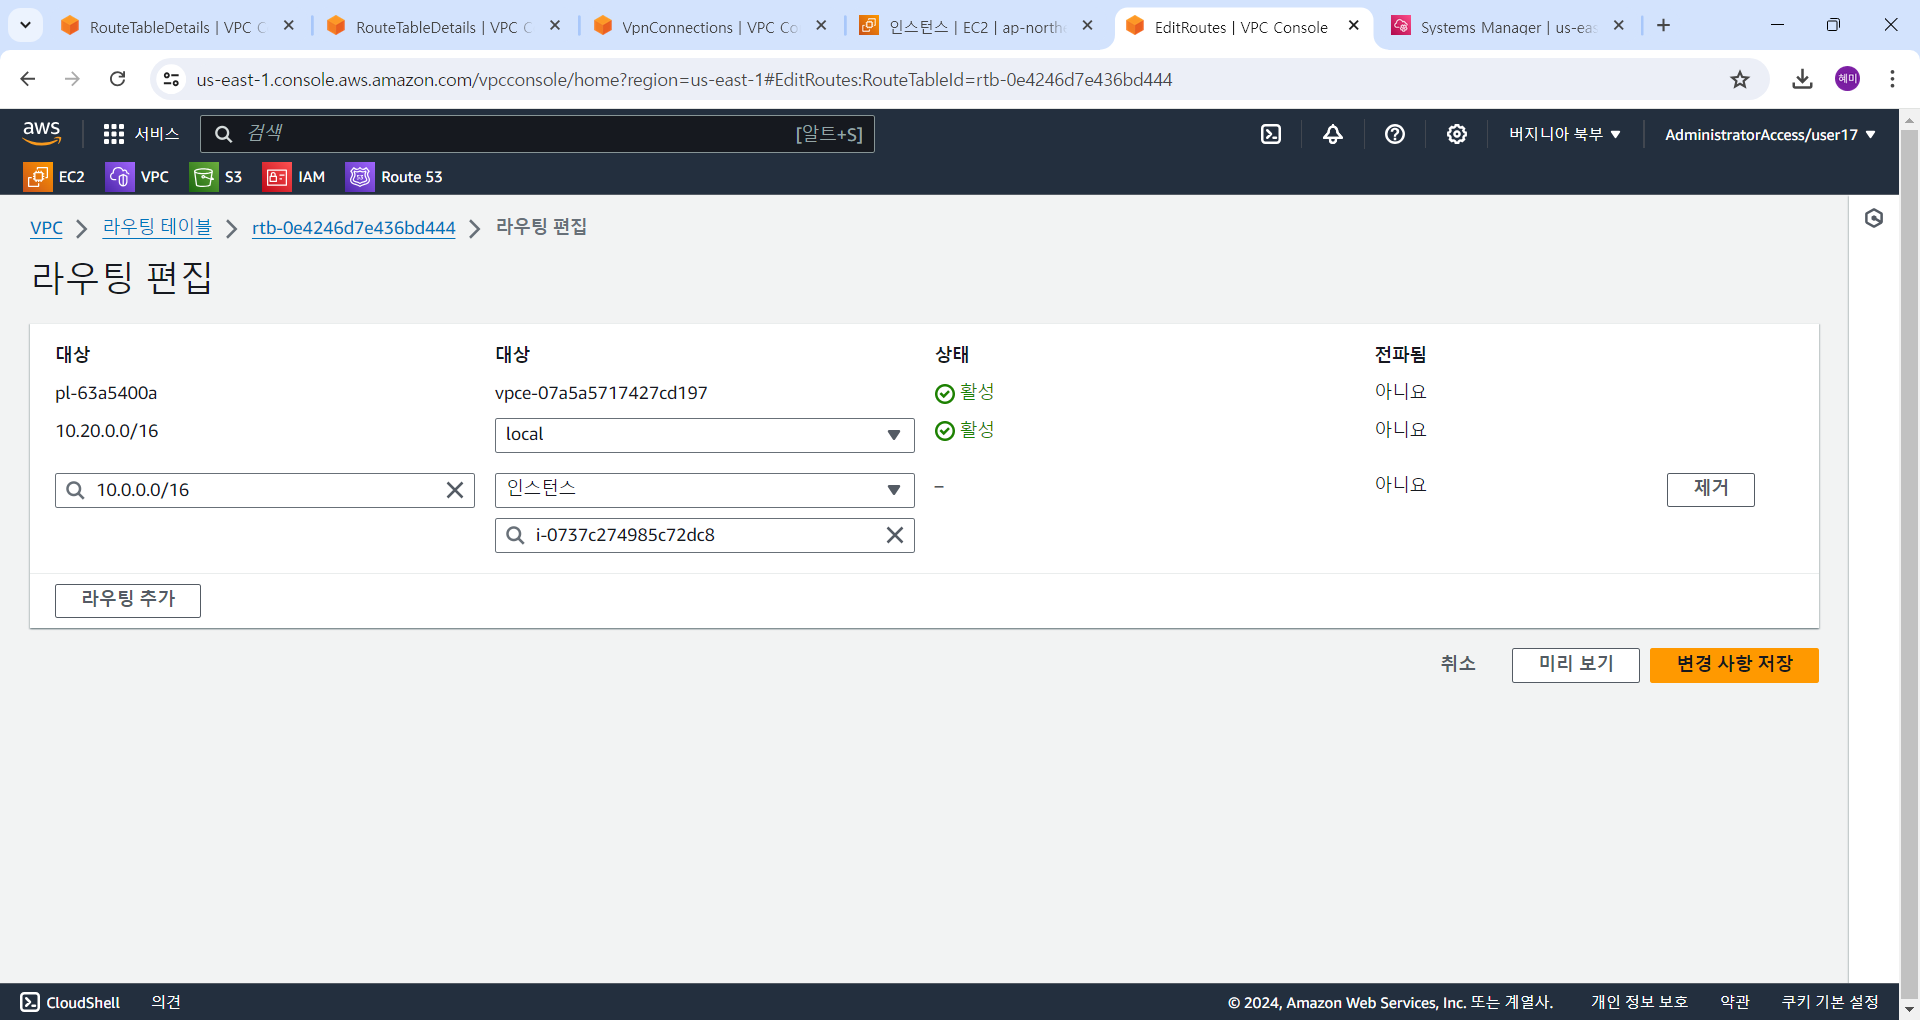 RouteTableDetails | VPC C
RouteTableDetails | VPC C
VpnConnections | VPC Co
인스턴스 | EC2 | ap-north
EditRoutes | VPC Console
Systems Manager | us-eas
us-east-1.console.aws.amazon.com/vpcconsole/home?region=us-east-1#EditRoutes:RouteTableId=rtb-0e4246d7e436bd444
혜미
aws
서비스
검색
[알트+S]
버지니아 북부
AdministratorAccess/user17
EC2
VPC
S3
IAM
Route 53
VPC
라우팅 테이블
rtb-0e4246d7e436bd444
라우팅 편집
라우팅 편집
대상 대상 상태 전파됨
pl-63a5400a vpce-07a5a5717427cd197 활성 아니요
10.20.0.0/16 local 활성 아니요
10.0.0.0/16 인스턴스 – 아니요 제거
i-0737c274985c72dc8
라우팅 추가
취소 미리 보기 변경 사항 저장
CloudShell 의견 © 2024, Amazon Web Services, Inc. 또는 계열사. 개인 정보 보호 약관 쿠키 기본 설정